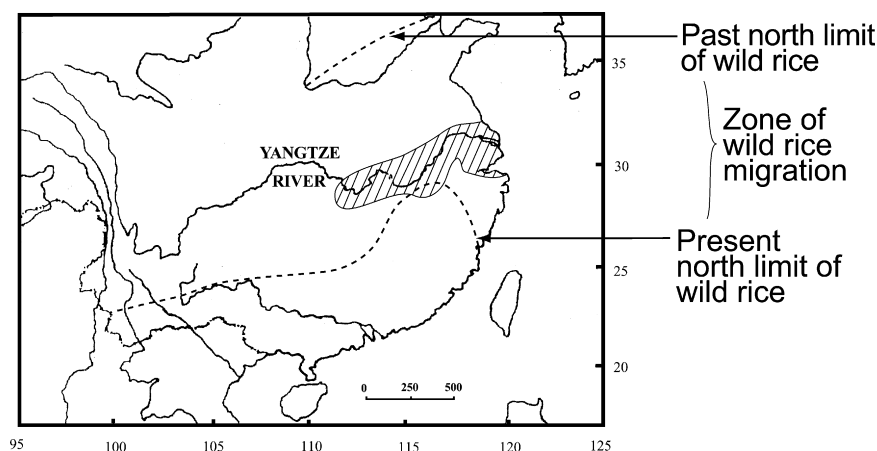 Past north limit
of wild rice
35
Zone of
wild rice
migration
YANGTZE
RIVER
30
Present
north limit of
wild rice
25
20
0 250 500
95 100 105 110 115 120 125